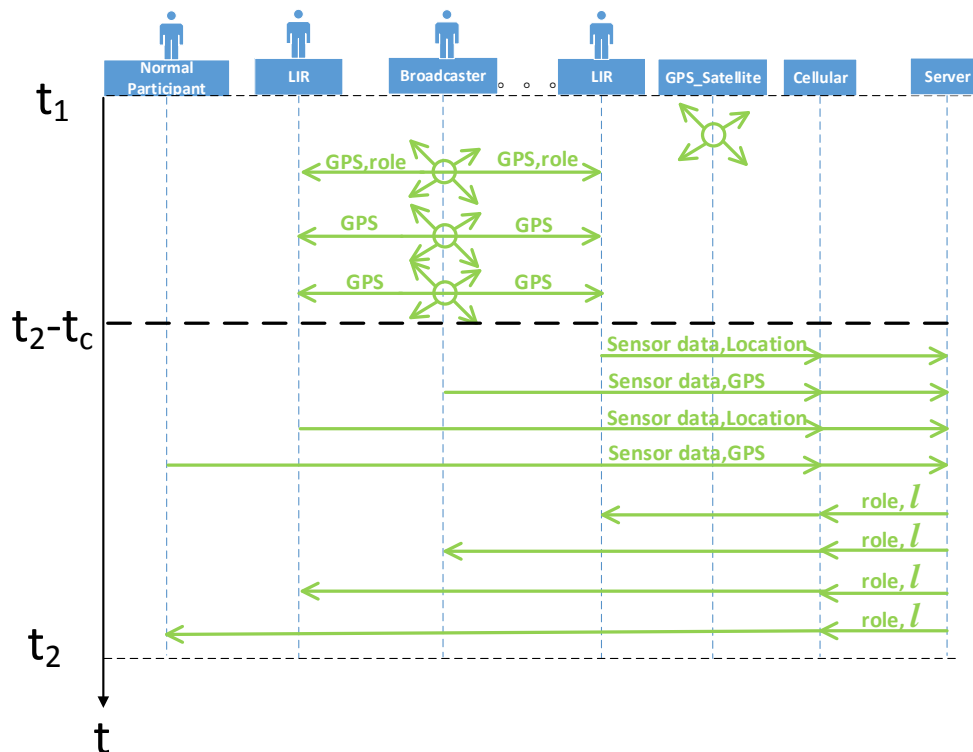 Normal
Participant
LIR
Broadcaster
LIR
GPS_Satellite
Cellular
Server
t1
GPS,role
GPS,role
GPS
GPS
GPS
GPS
t2-tc
Sensor data,Location
Sensor data,GPS
Sensor data,Location
Sensor data,GPS
role, l
role, l
role, l
role, l
t2
t